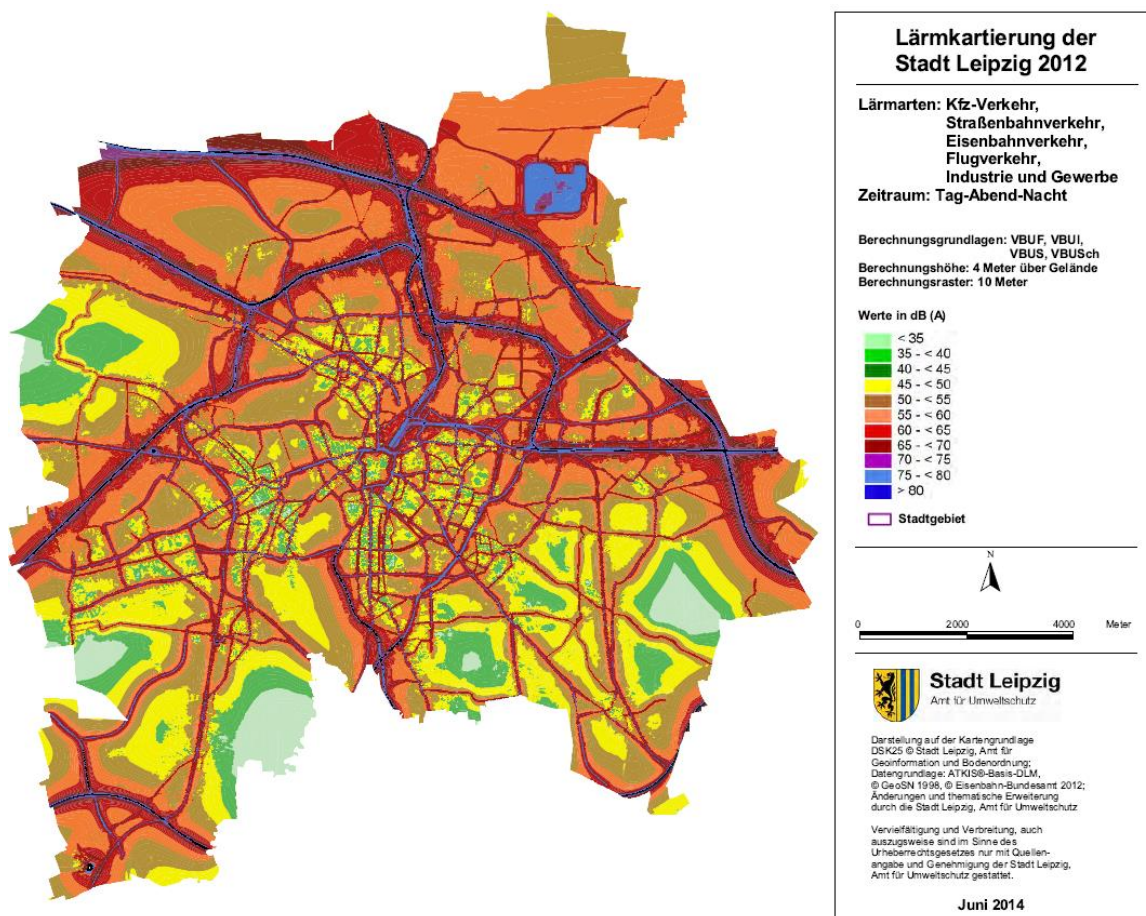 Lärmkartierung der
Stadt Leipzig 2012
Lärmarten: Kfz-Verkehr,
Straßenbahnverkehr,
Eisenbahnverkehr,
Flugverkehr,
Industrie und Gewerbe
Zeitraum: Tag-Abend-Nacht
Berechnungsgrundlagen: VBUF, VBUI,
VBUS, VBUSch
Berechnungshöhe: 4 Meter über Gelände
Berechnungsraster: 10 Meter
Werte in dB (A)
< 35
35 - < 40
40 - < 45
45 - < 50
50 - < 55
55 - < 60
60 - < 65
65 - < 70
70 - < 75
75 - < 80
> 80
Stadtgebiet
N
0 2000 4000 Meter
Stadt Leipzig
Amt für Umweltschutz
Darstellung auf der Kartengrundlage
DSK25 © Stadt Leipzig, Amt für
Geoinformation und Bodenordnung;
Datengrundlage: ATKIS®-Basis-DLM,
© GeoSN 1998, © Eisenbahn-Bundesamt 2012;
Änderungen und thematische Erweiterung
durch die Stadt Leipzig, Amt für Umweltschutz
Vervielfältigung und Verbreitung, auch
auszugsweise sind im Sinne des
Urheberrechtsgesetzes nur mit Quellen-
angabe und Genehmigung der Stadt Leipzig,
Amt für Umweltschutz gestattet.
Juni 2014